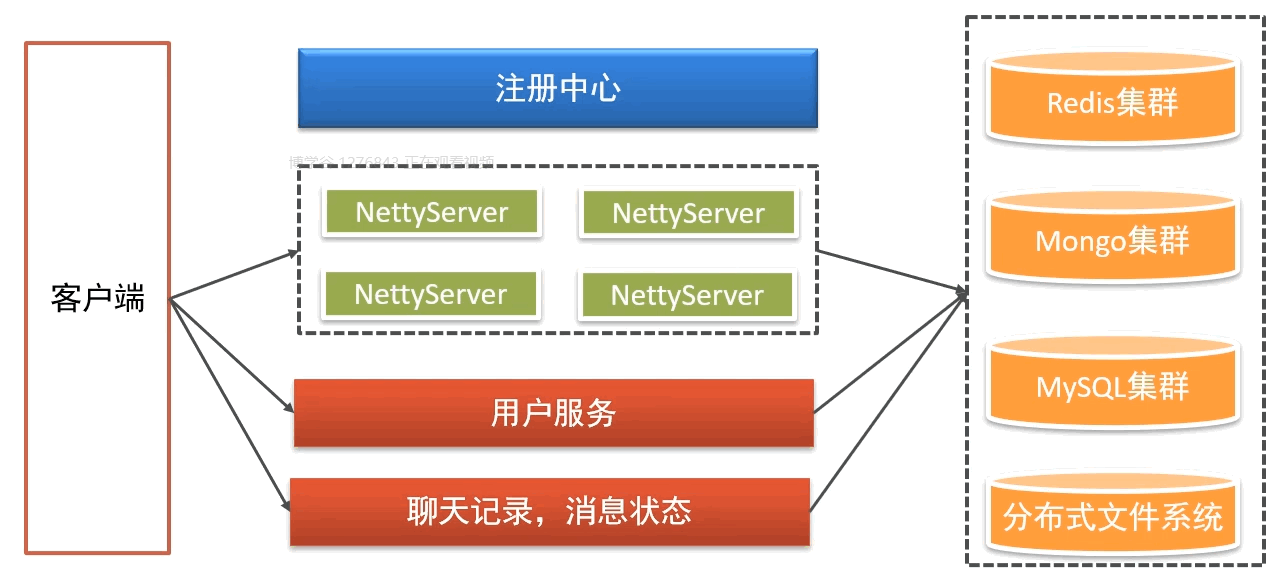 注册中心
博学谷 1276843 正在观看视频
NettyServer
NettyServer
NettyServer
NettyServer
客户端
用户服务
聊天记录，消息状态
Redis集群
Mongo集群
MySQL集群
分布式文件系统